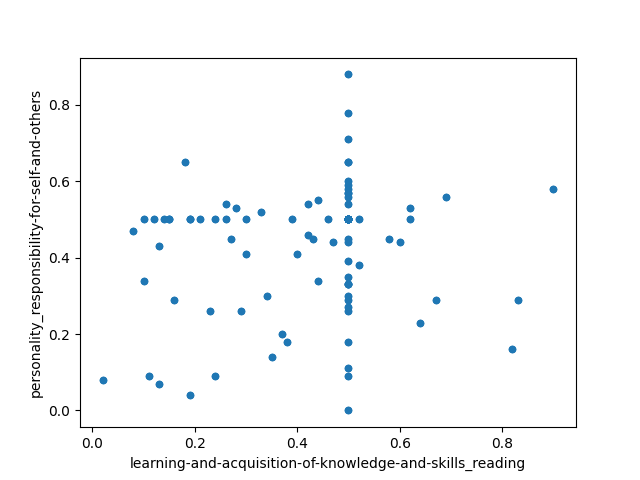 0.8
0.6
0.4
0.2
0.0
personality_responsibility-for-self-and-others
0.0 0.2 0.4 0.6 0.8
learning-and-acquisition-of-knowledge-and-skills_reading